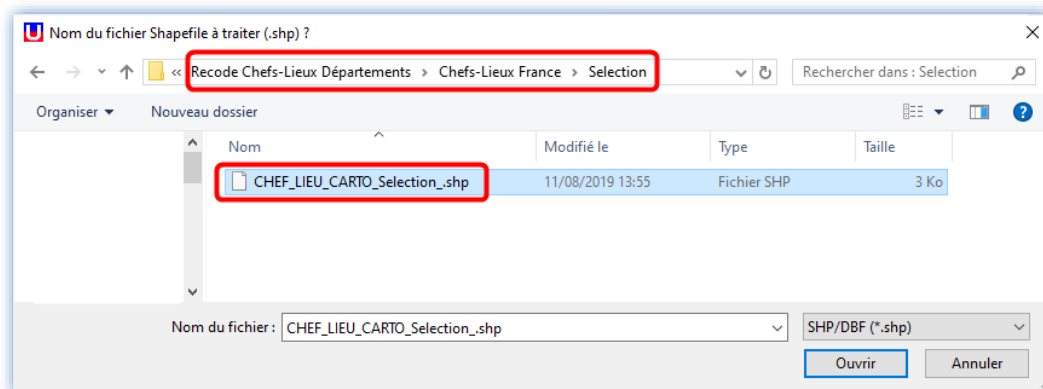 U Nom du fichier Shapefile à traiter (.shp) ?
« Recode Chefs-Lieux Départements > Chefs-Lieux France > Selection Rechercher dans : Selection
Organiser Nouveau dossier ?
Nom Modifié le Type Taille
CHEF_LIEU_CARTO_Selection_.shp 11/08/2019 13:55 Fichier SHP 3 Ko
Nom du fichier : CHEF_LIEU_CARTO_Selection_.shp SHP/DBF (*.shp)
Ouvrir Annuler